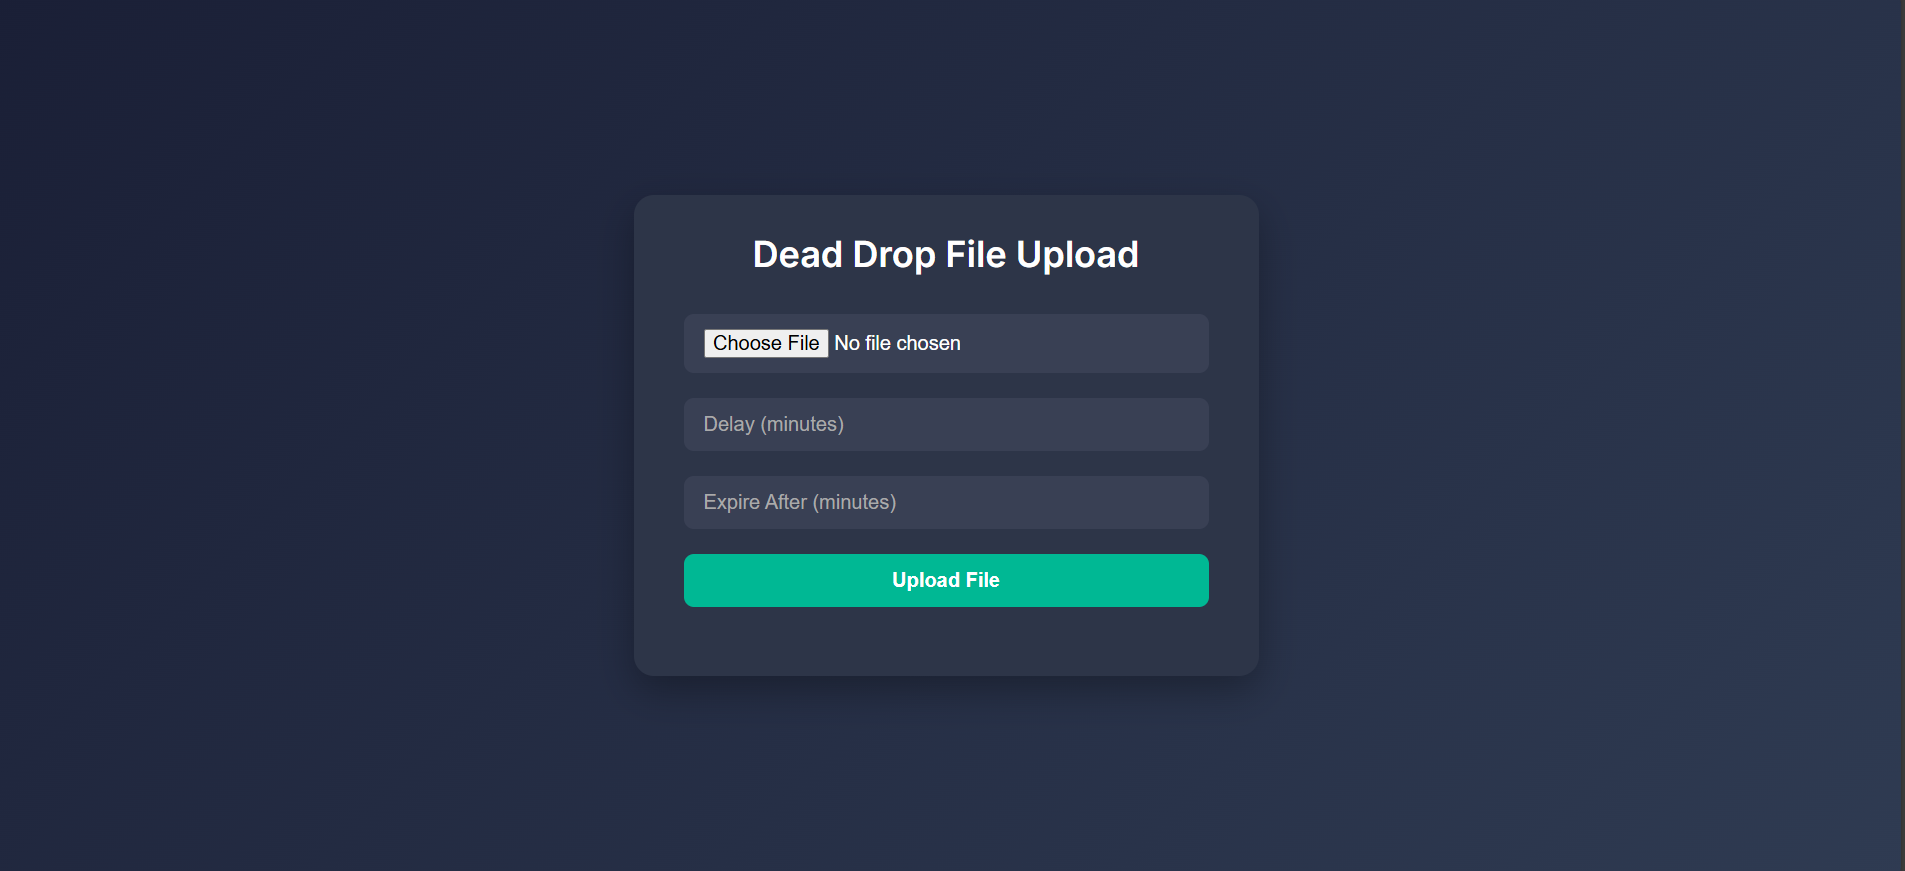 Dead Drop File Upload
Choose File No file chosen
Delay (minutes)
Expire After (minutes)
Upload File